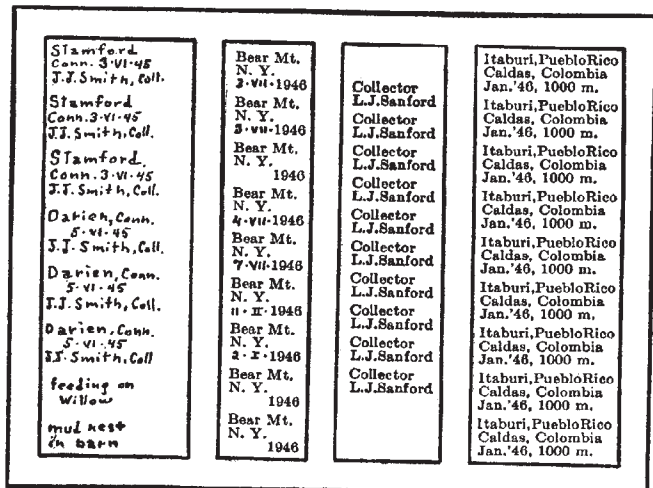 Stamford
Conn. 3-VI-45
J.J. Smith, Coll.
Stamford
Conn. 3-VI-45
J.J. Smith, Coll.
Stamford.
Conn. 3-VI-45
J.J. Smith, Coll.
Darien, Conn.
5-VI-45
J.J. Smith, Coll.
Darien, Conn.
5-VI-45
J.J. Smith, Coll.
Darien, Conn.
5-VI-45
J.J. Smith, Coll
feeding on
Willow
mud nest
in barn
Bear Mt.
N. Y.
3-VII-1946
Bear Mt.
N. Y.
3-VII-1946
Bear Mt.
N. Y.
1946
Bear Mt.
N. Y.
4-VII-1946
Bear Mt.
N. Y.
7-VII-1946
Bear Mt.
N. Y.
11-IX-1946
Bear Mt.
N. Y.
2-X-1946
Bear Mt.
N. Y.
1946
Bear Mt.
N. Y.
1946
Collector
L.J.Sanford
Collector
L.J.Sanford
Collector
L.J.Sanford
Collector
L.J.Sanford
Collector
L.J.Sanford
Collector
L.J.Sanford
Collector
L.J.Sanford
Collector
L.J.Sanford
Collector
L.J.Sanford
Collector
L.J.Sanford
Itaburi,PuebloRico
Caldas, Colombia
Jan.'46, 1000 m.
Itaburi,PuebloRico
Caldas, Colombia
Jan.'46, 1000 m.
Itaburi,PuebloRico
Caldas, Colombia
Jan.'46, 1000 m.
Itaburi,PuebloRico
Caldas, Colombia
Jan.'46, 1000 m.
Itaburi,PuebloRico
Caldas, Colombia
Jan.'46, 1000 m.
Itaburi,PuebloRico
Caldas, Colombia
Jan.'46, 1000 m.
Itaburi,PuebloRico
Caldas, Colombia
Jan.'46, 1000 m.
Itaburi,PuebloRico
Caldas, Colombia
Jan.'46, 1000 m.
Itaburi,PuebloRico
Caldas, Colombia
Jan.'46, 1000 m.